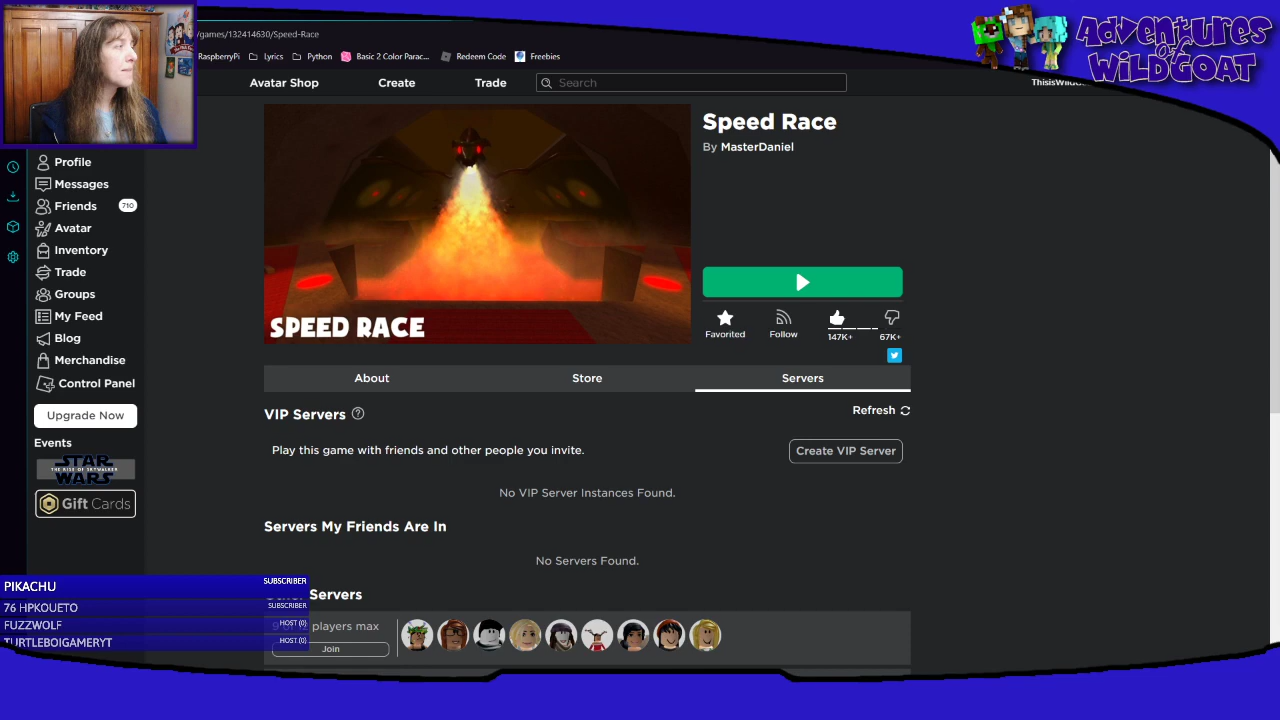 /games/132414630/Speed-Race
RaspberryPi Lyrics Python Basic 2 Color Parac... Redeem Code Freebies
Adventures
of
WildGoat
Avatar Shop Create Trade Search
Speed Race
By MasterDaniel
Profile
Messages
Friends 710
Avatar
Inventory
Trade
Groups
My Feed
Blog
Merchandise
Control Panel
Upgrade Now
Events
STAR
THE RISE OF SKYWALKER
WARS
Gift Cards
SPEED RACE
Favorited Follow 147K+ 67K+
About Store Servers
VIP Servers Refresh
Play this game with friends and other people you invite. Create VIP Server
No VIP Server Instances Found.
Servers My Friends Are In
No Servers Found.
Servers
players max
Join
PIKACHU SUBSCRIBER
76 HPKOUETO SUBSCRIBER
FUZZWOLF HOST (0)
TURTLEBOIGAMERYT HOST (0)